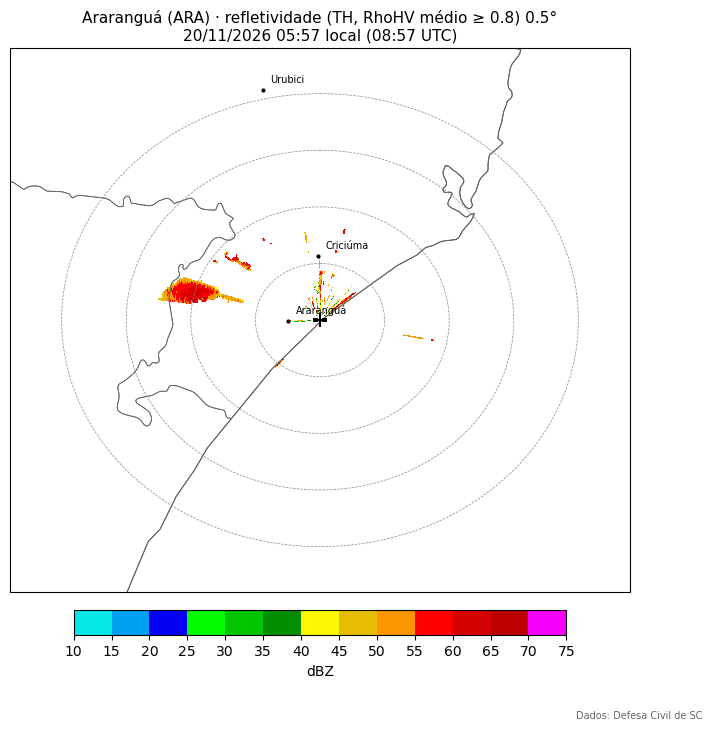 Araranguá (ARA) · refletividade (TH, RhoHV médio ≥ 0.8) 0.5°
20/11/2026 05:57 local (08:57 UTC)
Urubici
Criciúma
Araranguá
10 15 20 25 30 35 40 45 50 55 60 65 70 75
dBZ
Dados: Defesa Civil de SC